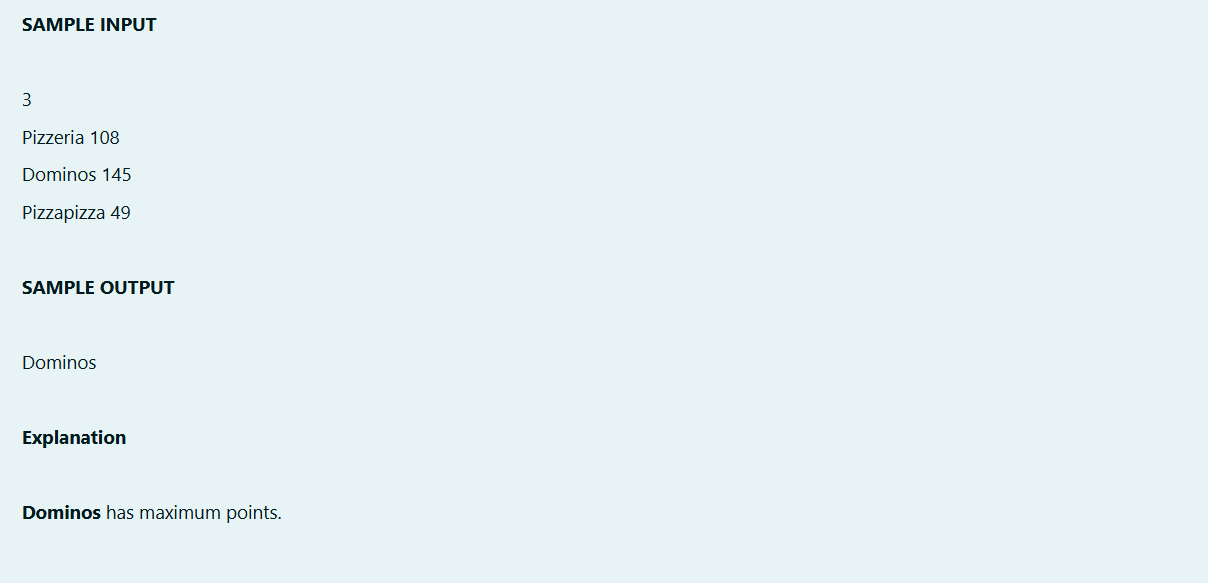 SAMPLE INPUT
3
Pizzeria 108
Dominos 145
Pizzapizza 49
SAMPLE OUTPUT
Dominos
Explanation
Dominos has maximum points.